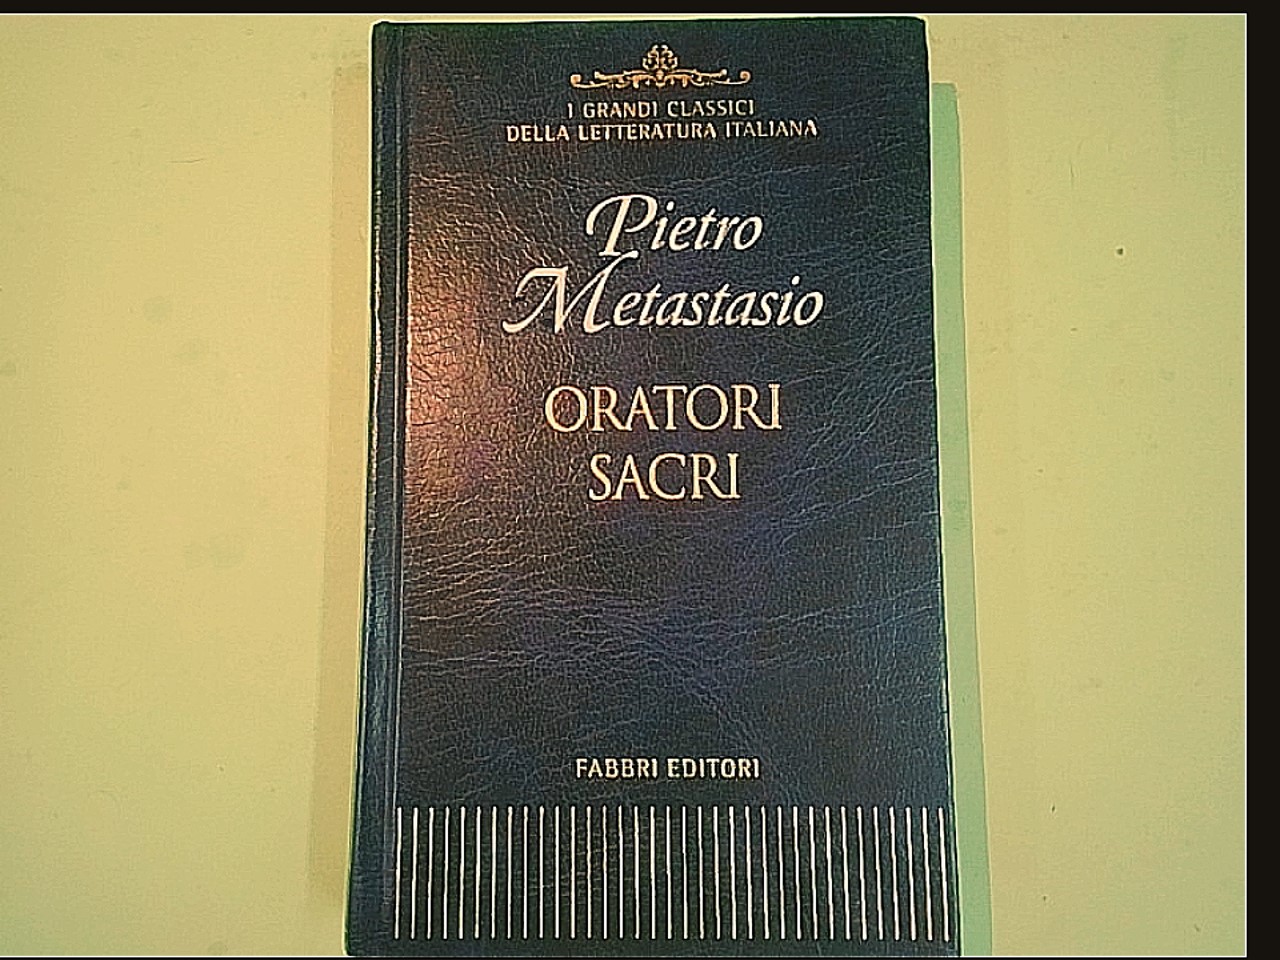 I GRANDI CLASSICI
DELLA LETTERATURA ITALIANA
Pietro
Metastasio
ORATORI
SACRI
FABBRI EDITORI